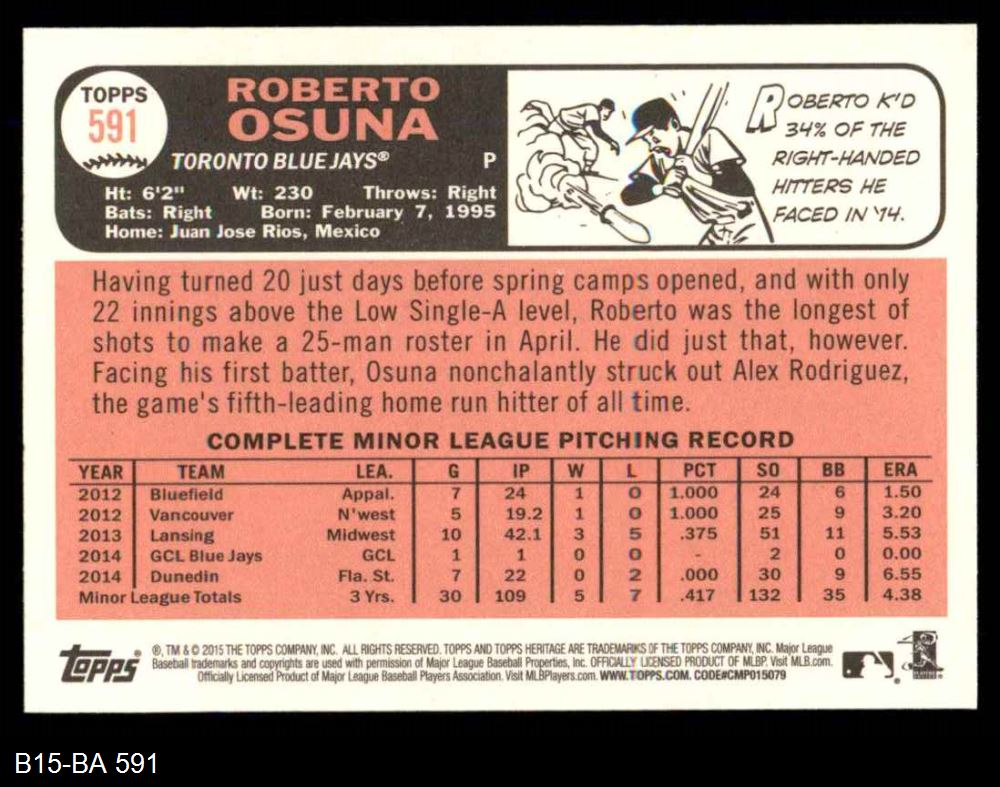 TOPPS
591
ROBERTO
OSUNA
TORONTO BLUE JAYS® P
Ht: 6'2" Wt: 230 Throws: Right
Bats: Right Born: February 7, 1995
Home: Juan Jose Rios, Mexico
ROBERTO K'D
34% OF THE
RIGHT-HANDED
HITTERS HE
FACED IN '14.
Having turned 20 just days before spring camps opened, and with only
22 innings above the Low Single-A level, Roberto was the longest of
shots to make a 25-man roster in April. He did just that, however.
Facing his first batter, Osuna nonchalantly struck out Alex Rodriguez,
the game's fifth-leading home run hitter of all time.
COMPLETE MINOR LEAGUE PITCHING RECORD
YEAR TEAM LEA. G IP W L PCT SO BB ERA
2012 Bluefield Appal. 7 24 1 0 1.000 24 6 1.50
2012 Vancouver N'west 5 19.2 1 0 1.000 25 9 3.20
2013 Lansing Midwest 10 42.1 3 5 .375 51 11 5.53
2014 GCL Blue Jays GCL 1 1 0 0 - 2 0 0.00
2014 Dunedin Fla. St. 7 22 0 2 .000 30 9 6.55
Minor League Totals 3 Yrs. 30 109 5 7 .417 132 35 4.38
Topps
®, TM & © 2015 THE TOPPS COMPANY, INC. ALL RIGHTS RESERVED. TOPPS AND TOPPS HERITAGE ARE TRADEMARKS OF THE TOPPS COMPANY, INC. Major League
Baseball trademarks and copyrights are used with permission of Major League Baseball Properties, Inc. OFFICIALLY LICENSED PRODUCT OF MLBP. Visit MLB.com.
Officially Licensed Product of Major League Baseball Players Association. Visit MLBPlayers.com. WWW.TOPPS.COM. CODE#CMP015079
B15-BA 591